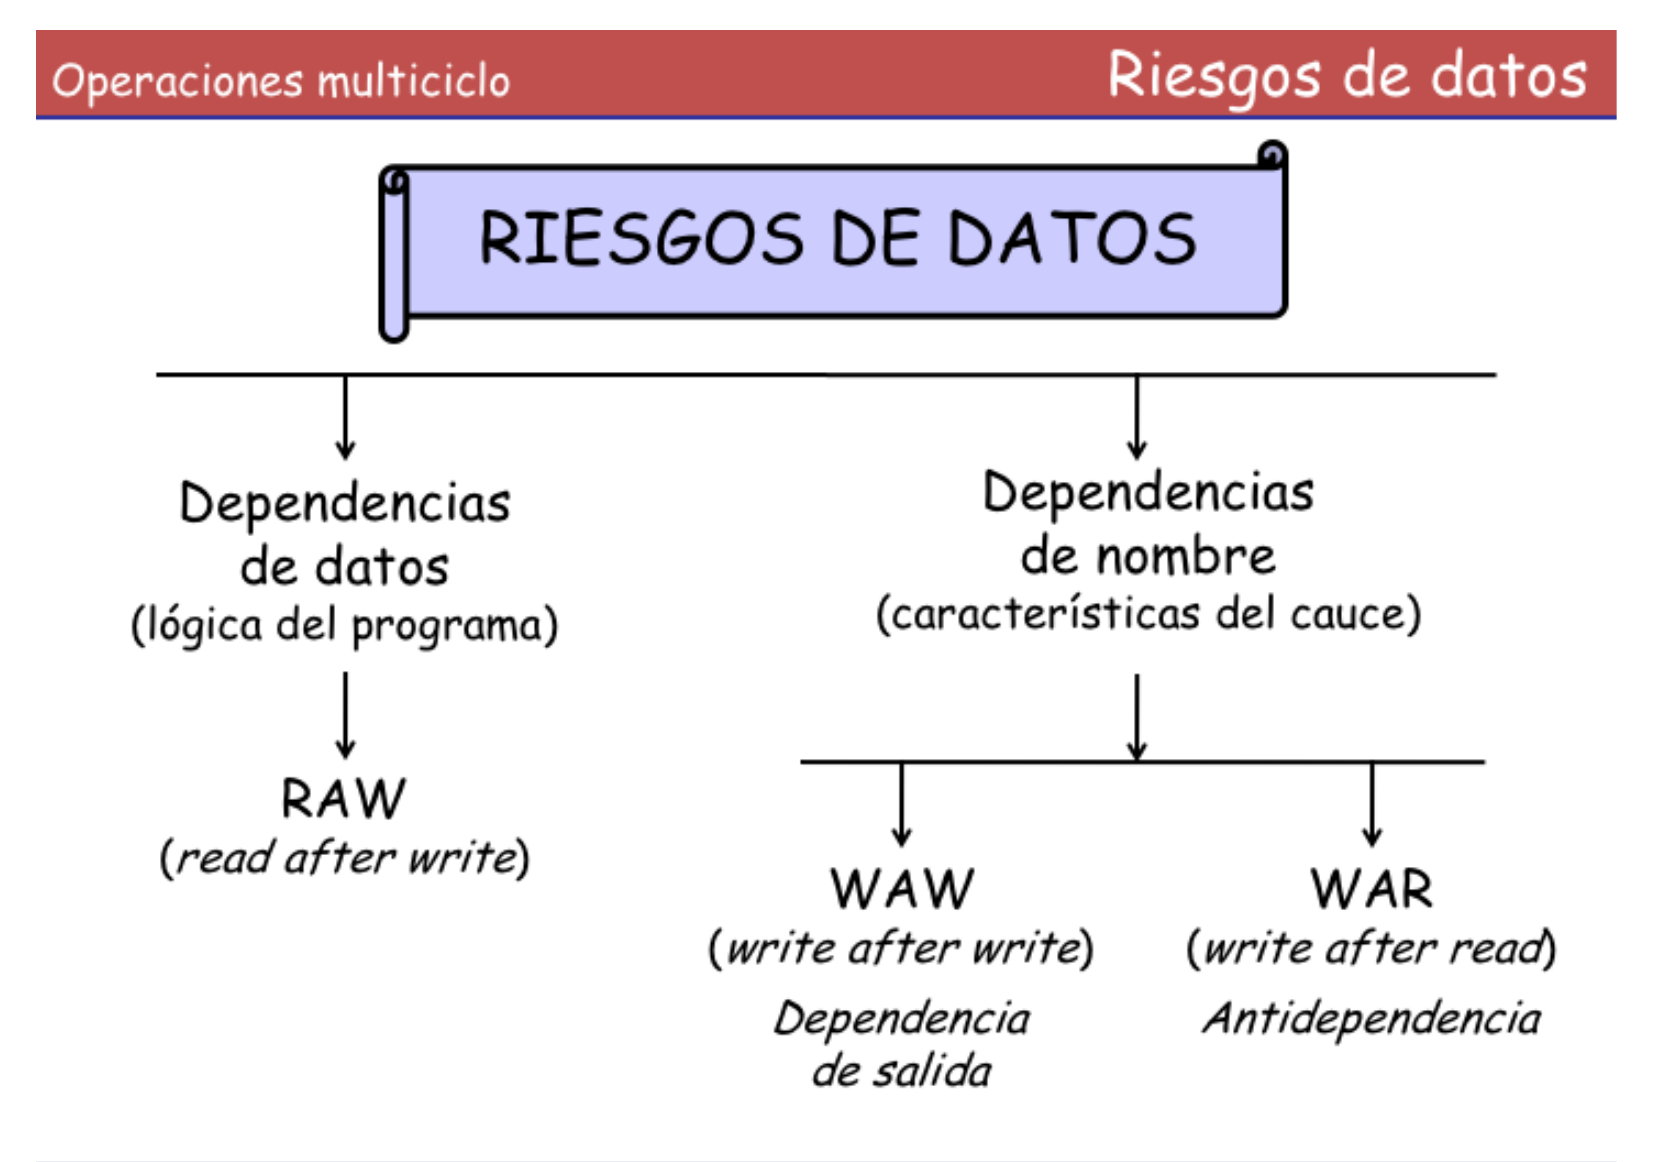 Operaciones multiciclo
Riesgos de datos
RIESGOS DE DATOS
Dependencias
de datos
(lógica del programa)
RAW
(read after write)
Dependencias
de nombre
(características del cauce)
WAW
(write after write)
Dependencia
de salida
WAR
(write after read)
Antidependencia